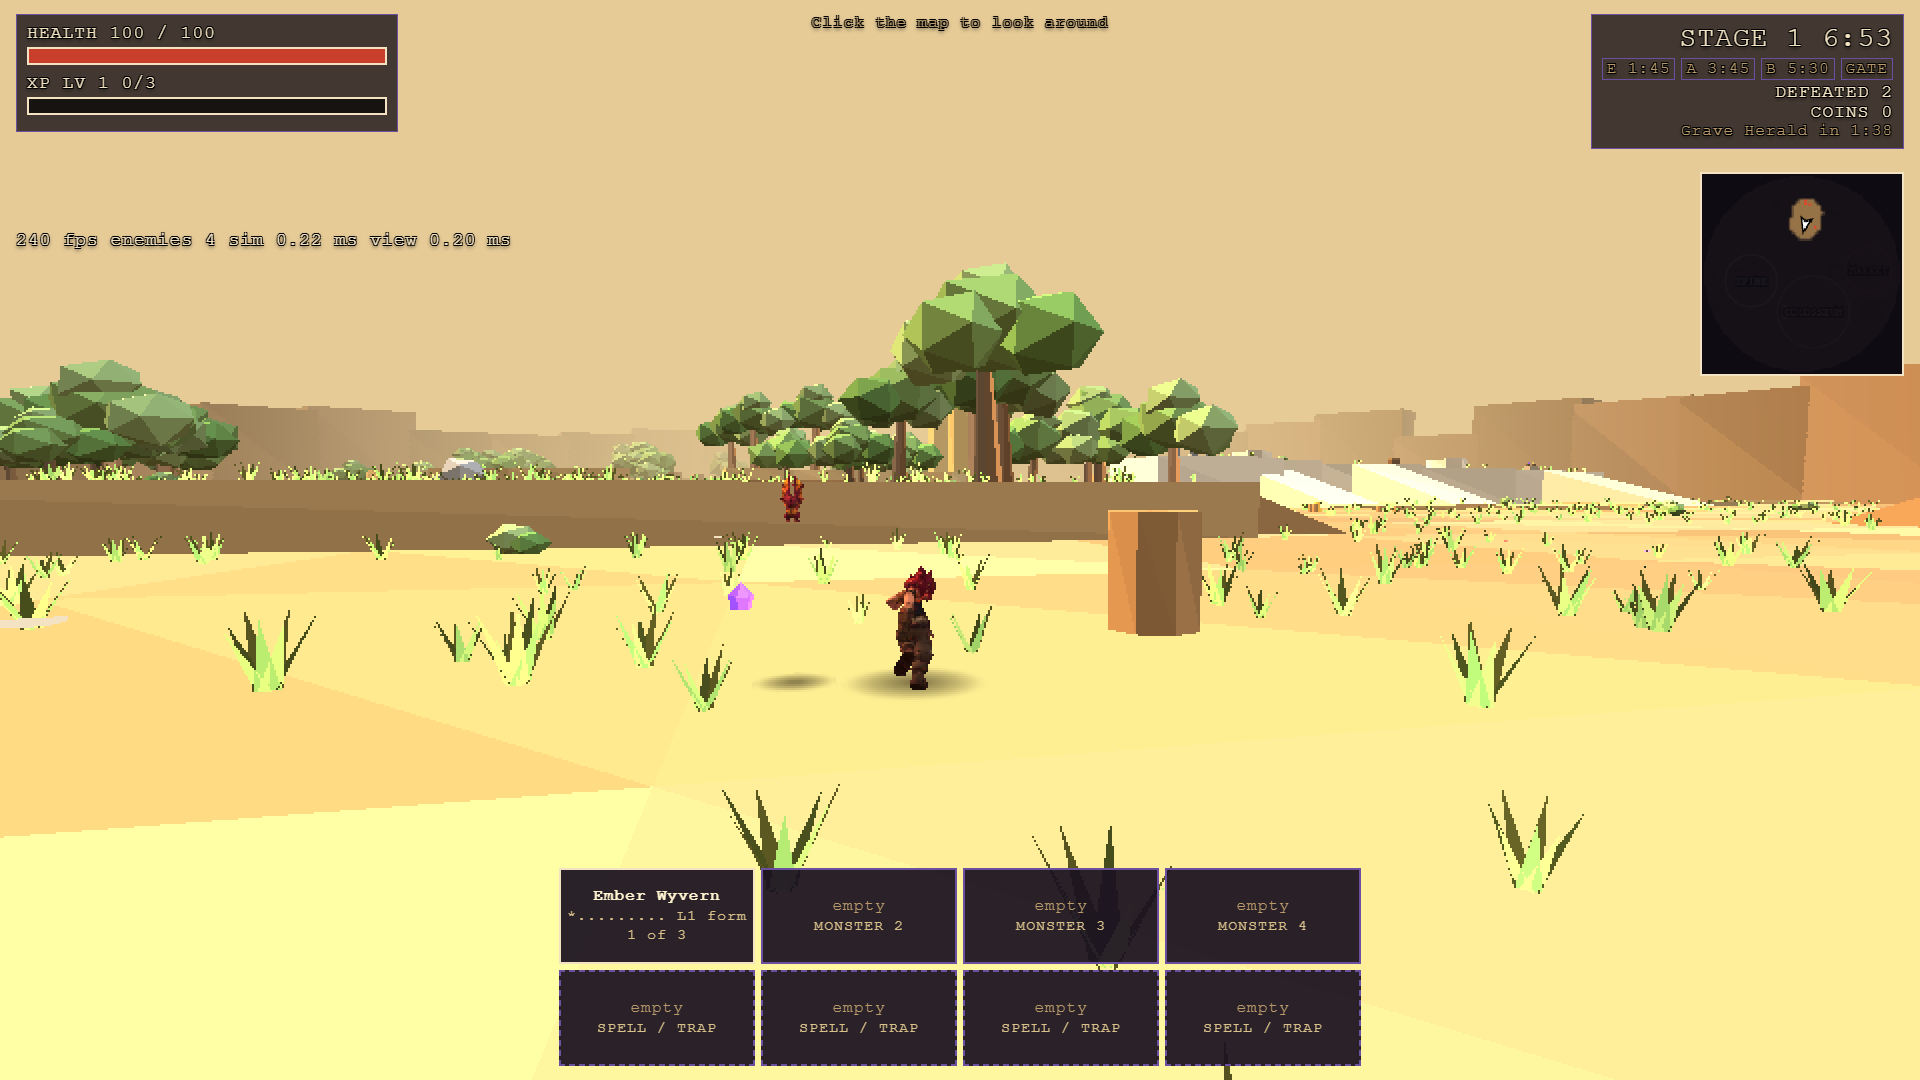 HEALTH 100 / 100
XP LV 1 0/3
Click the map to look around
STAGE 1 6:53
E 1:45 A 3:45 B 5:30 GATE
DEFEATED 2
COINS 0
Grave Herald in 1:38
240 fps enemies 4 sim 0.22 ms view 0.20 ms
Ember Wyvern
*......... L1 form
1 of 3
empty
MONSTER 2
empty
MONSTER 3
empty
MONSTER 4
empty
SPELL / TRAP
empty
SPELL / TRAP
empty
SPELL / TRAP
empty
SPELL / TRAP